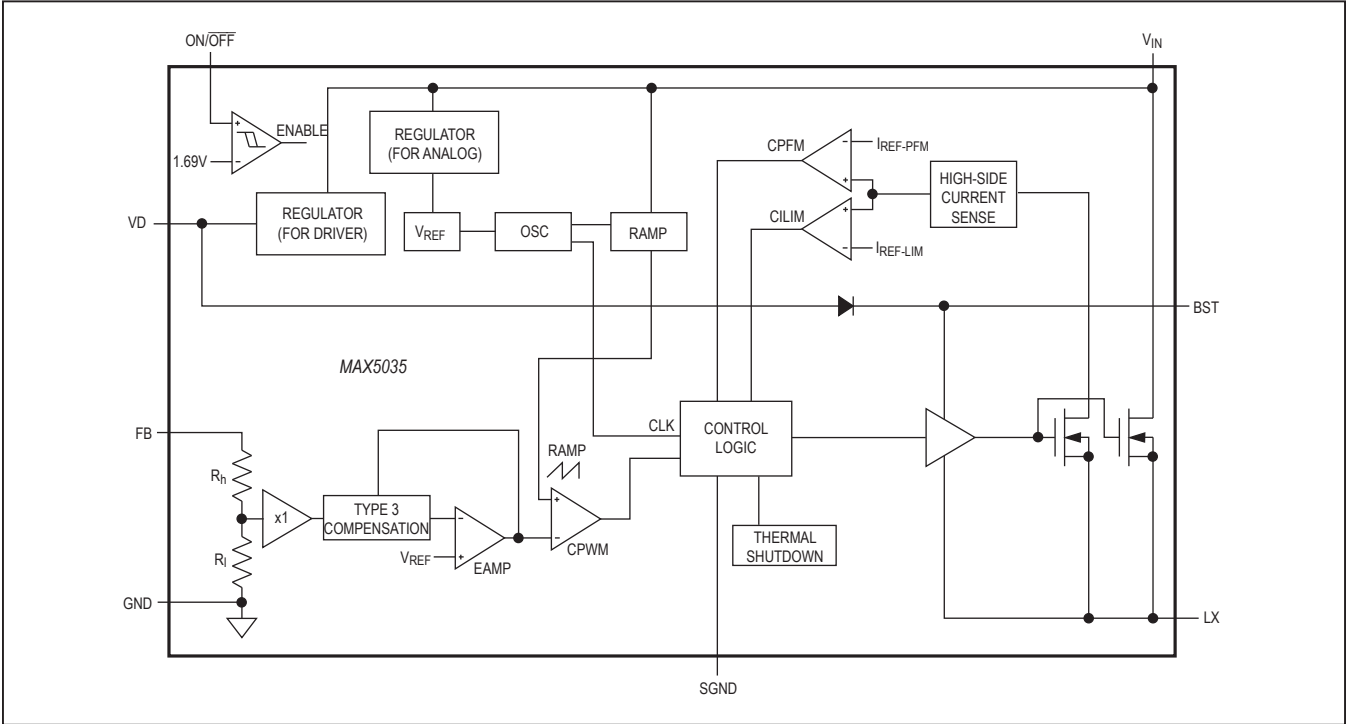 ON/OFF
VIN
ENABLE
1.69V
REGULATOR
(FOR ANALOG)
CPFM
IREF-PFM
HIGH-SIDE
CURRENT
SENSE
VD
REGULATOR
(FOR DRIVER)
VREF
OSC
RAMP
CILIM
IREF-LIM
BST
MAX5035
FB
CLK
CONTROL
LOGIC
RAMP
Rh
x1
TYPE 3
COMPENSATION
THERMAL
SHUTDOWN
Rl
VREF
EAMP
CPWM
GND
LX
SGND